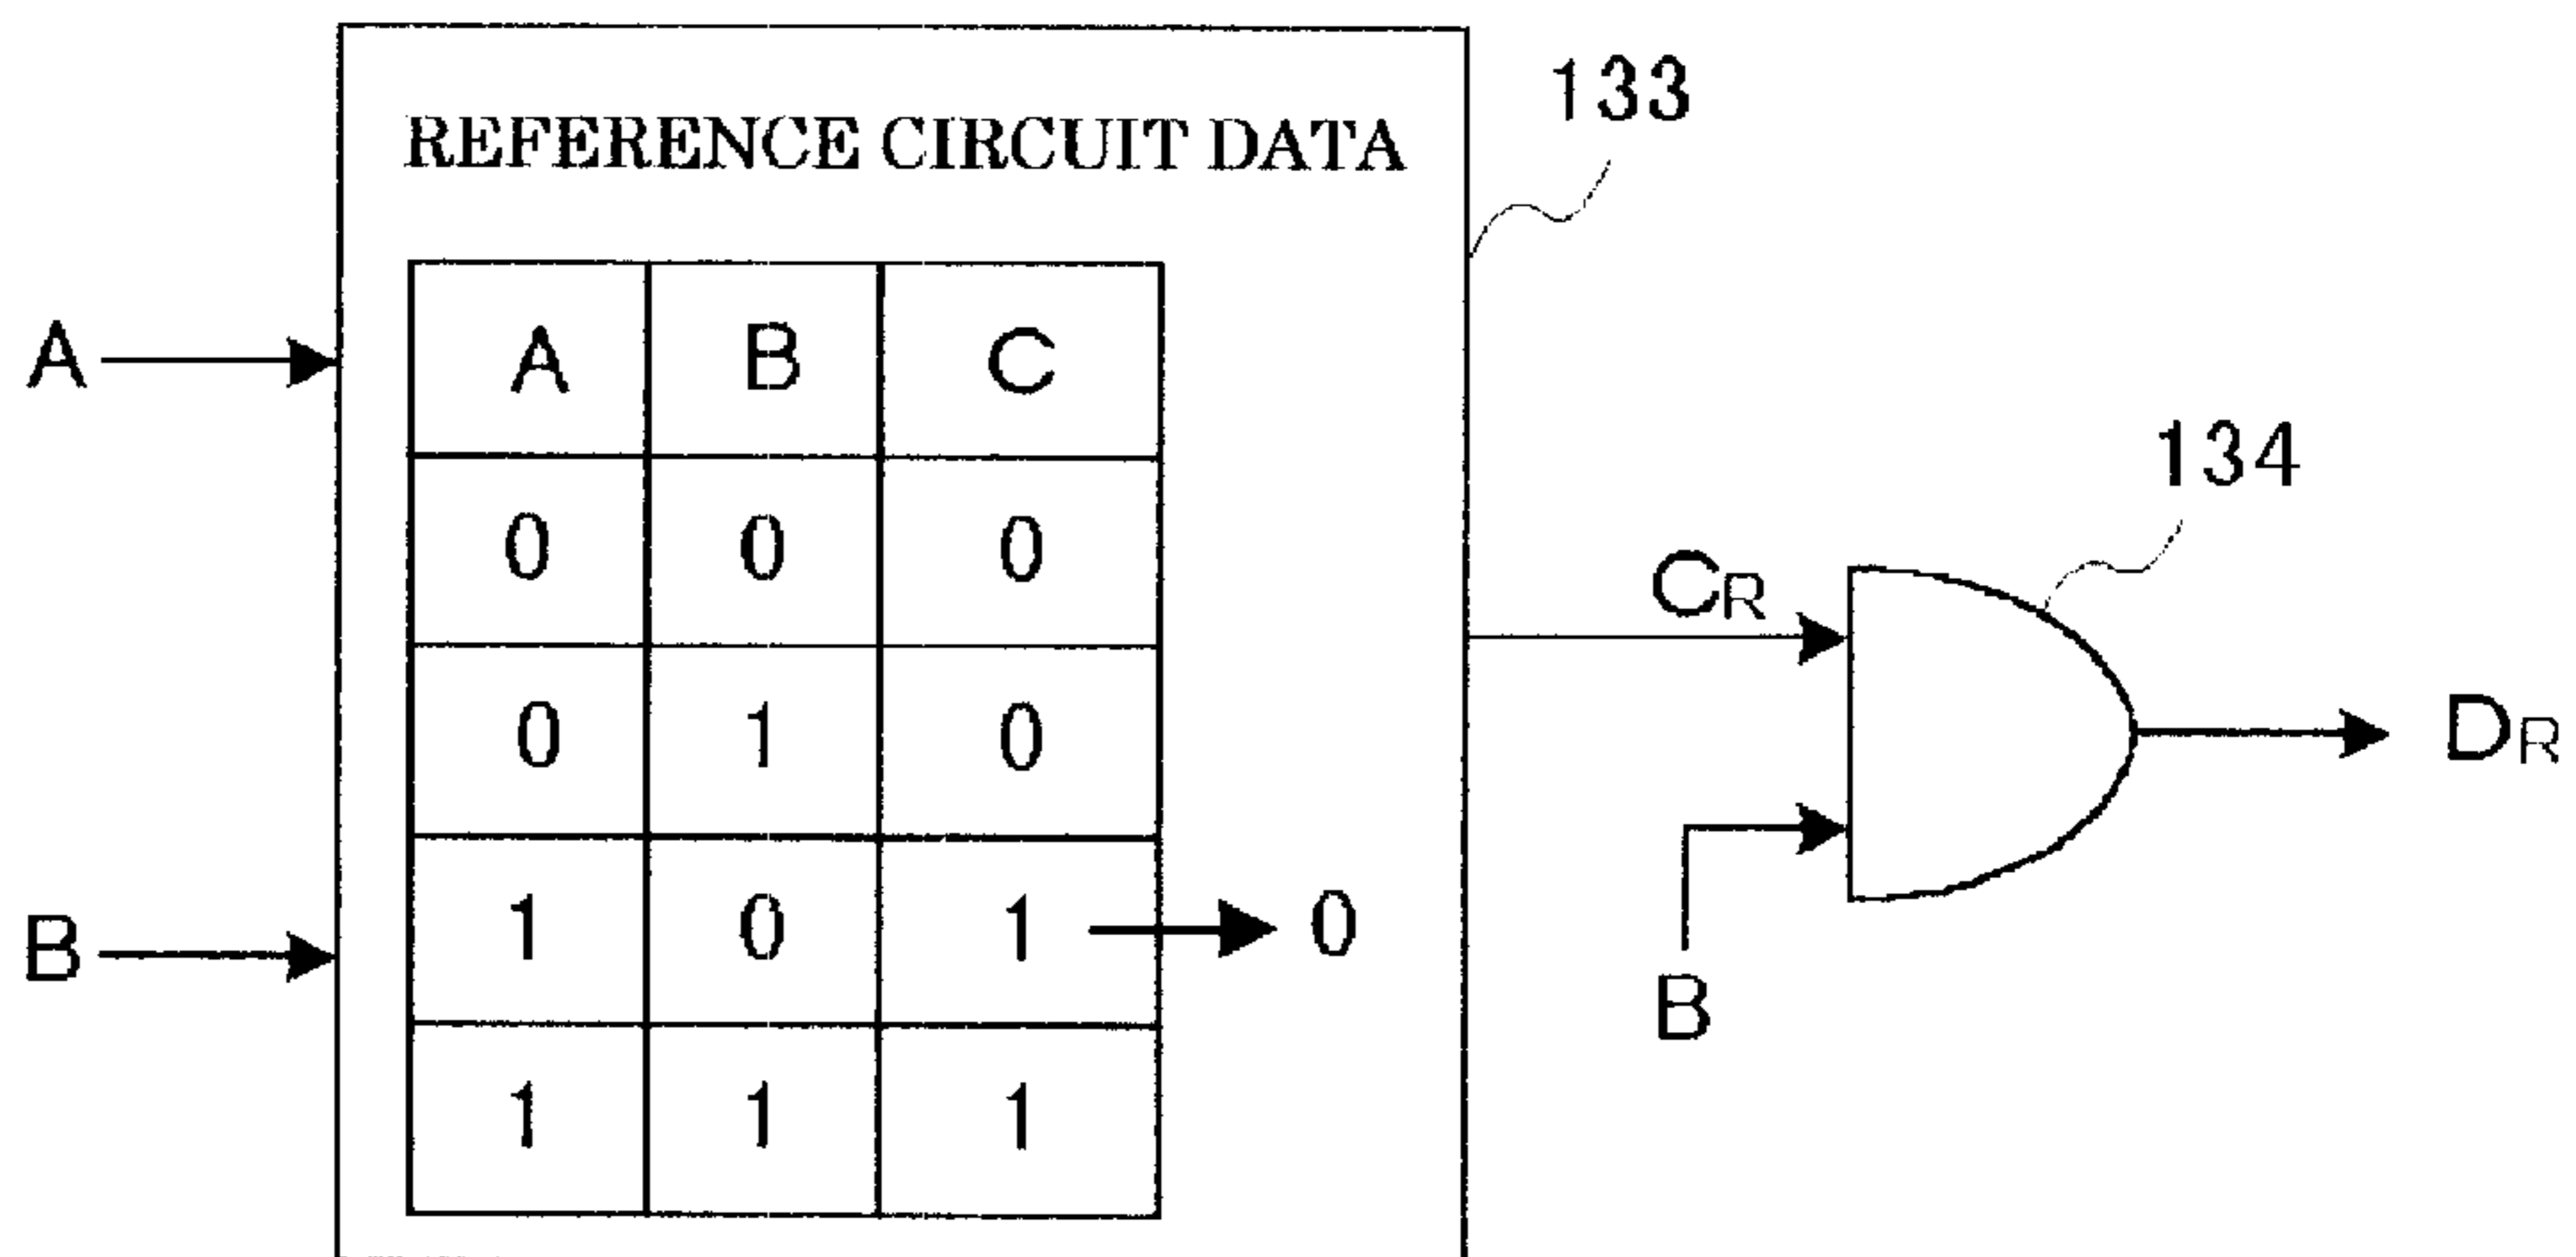 133
REFERENCE CIRCUIT DATA
A
A B C
134
0 0 0
CR
0 1 0
DR
B
1 0 1 0
B
1 1 1